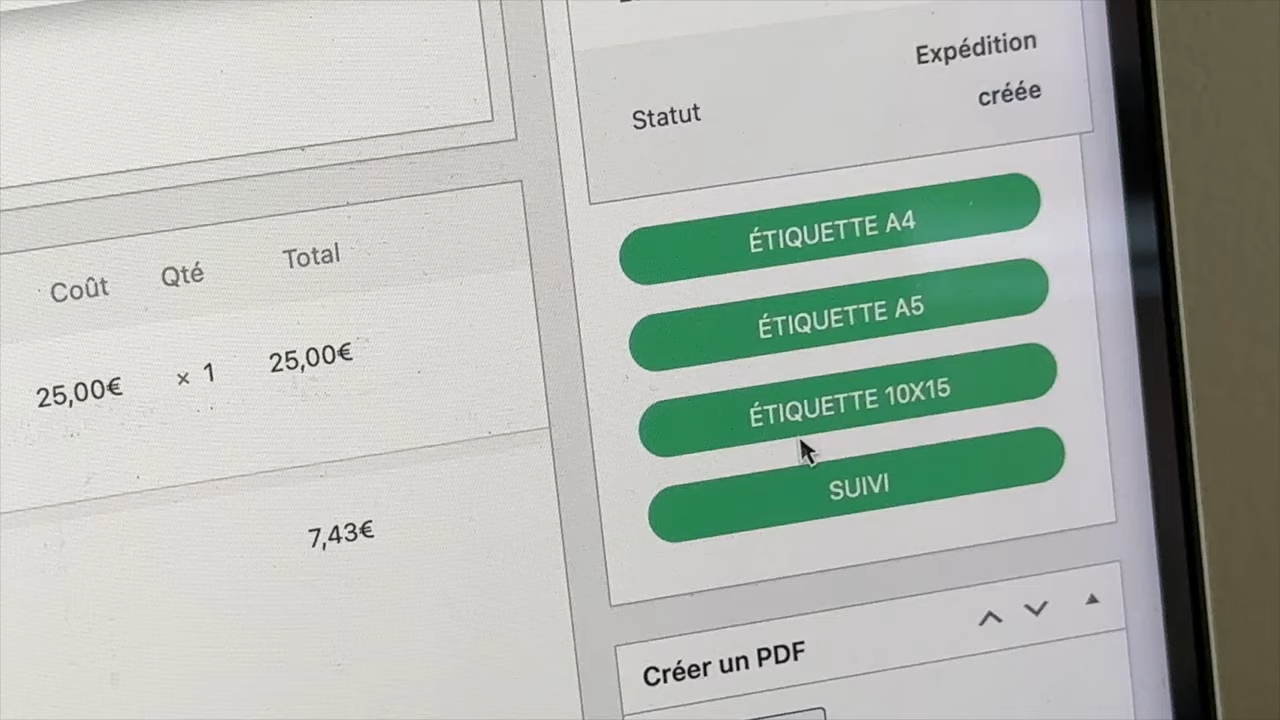 Coût Qté Total
25,00€ × 1 25,00€
7,43€
Expédition
Statut créée
ÉTIQUETTE A4
ÉTIQUETTE A5
ÉTIQUETTE 10X15
SUIVI
Créer un PDF